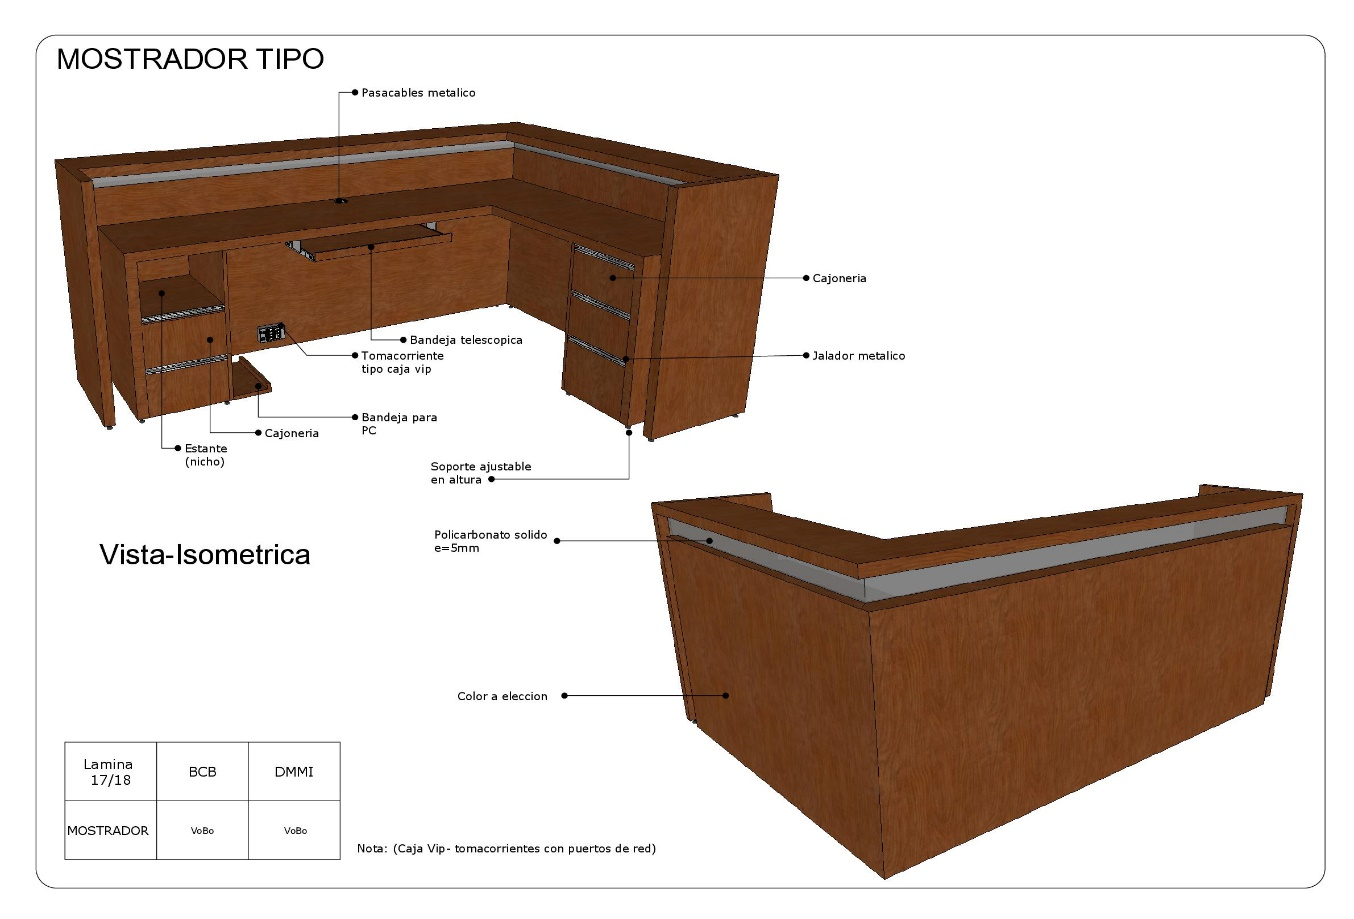 MOSTRADOR TIPO
Pasacables metalico
Cajoneria
Bandeja telescopica
Tomacorriente
tipo caja vip
Jalador metalico
Bandeja para
PC
Cajoneria
Estante
(nicho)
Soporte ajustable
en altura
Policarbonato solido
e=5mm
Vista-Isometrica
Color a eleccion
Lamina
17/18
BCB
DMMI
MOSTRADOR
VoBo
VoBo
Nota: (Caja Vip- tomacorrientes con puertos de red)